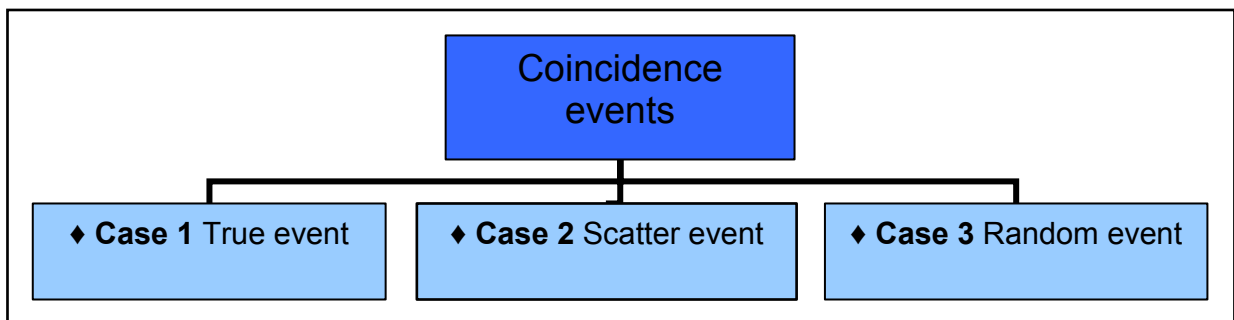 Coincidence
events
♦ Case 1 True event
♦ Case 2 Scatter event
♦ Case 3 Random event